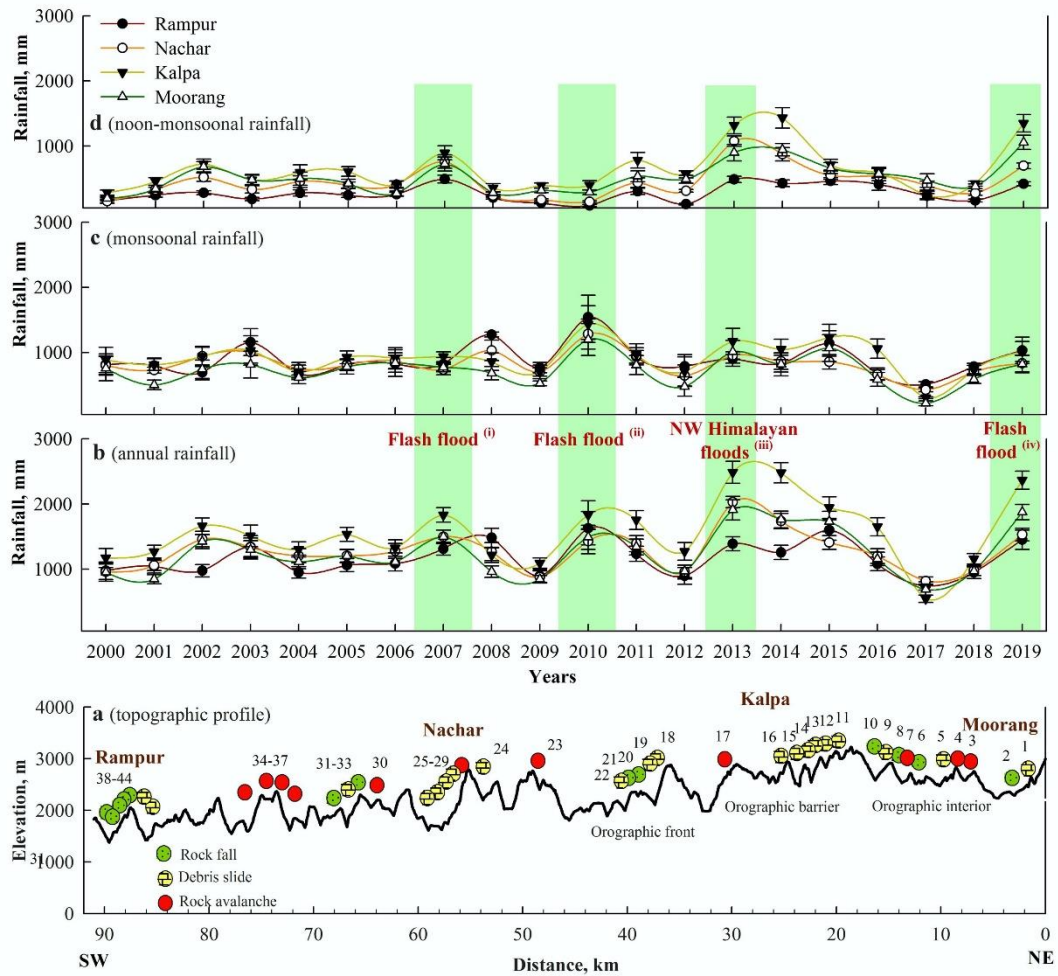 3000
Rampur
Nachar
2000
Kalpa
Moorang
d (noon-monsoonal rainfall)
1000
Rainfall, mm
3000
c (monsoonal rainfall)
2000
1000
Rainfall, mm
3000
Flash flood (i)
Flash flood (ii)
NW Himalayan
floods (iii)
Flash
flood (iv)
b (annual rainfall)
2000
1000
Rainfall, mm
2000 2001 2002 2003 2004 2005 2006 2007 2008 2009 2010 2011 2012 2013 2014 2015 2016 2017 2018 2019
Years
4000
a (topographic profile)
Rampur
Nachar
Kalpa
Moorang
38-44
34-37
31-33
30
25-29
24
23
22
21
20
19
18
17
16
15
14
13
12
11
10
9
8
7
6
5
4
3
2
1
3000
2000
1000
0
Elevation, m
31
Orographic front
Orographic barrier
Orographic interior
Rock fall
Debris slide
Rock avalanche
90 80 70 60 50 40 30 20 10 0
SW
Distance, km
NE